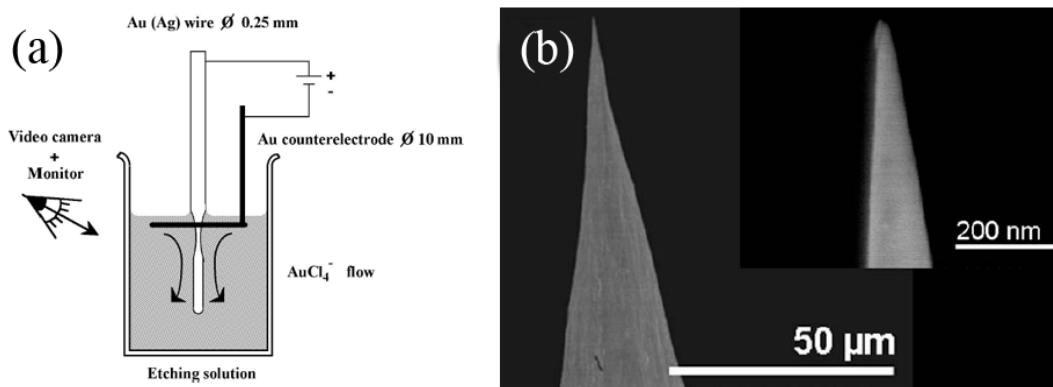 (a)
Au (Ag) wire Ø 0.25 mm
+
-
Video camera
+
Monitor
Au counterelectrode Ø 10 mm
AuCl4- flow
Etching solution
(b)
200 nm
50 µm